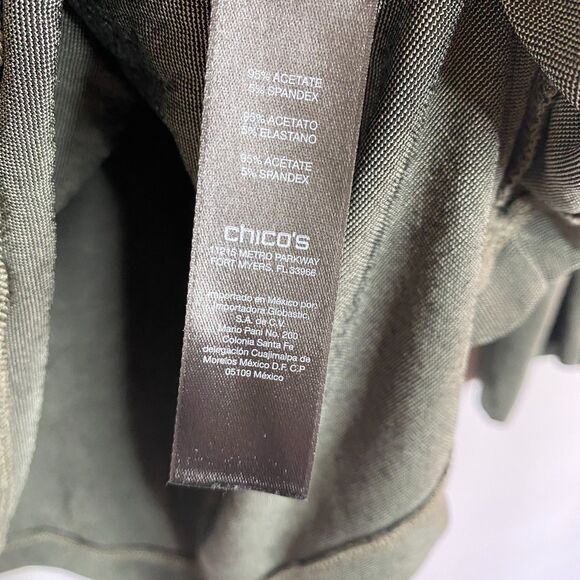 95% ACETATE
5% SPANDEX
95% ACETATO
5% ELASTANO
95% ACETATE
5% SPANDEX
chico's
11215 METRO PARKWAY
FORT MYERS, FL 33966
Importado en México por:
Importadora Globastic
S.A. de C.V.
Mario Pani No. 200
Colonia Santa Fe
delegación Cuajimalpa de
Morelos México D.F. C.P
05109 México